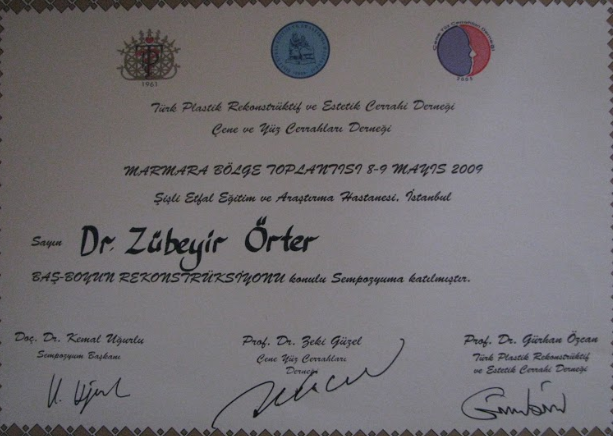 1961
2003
Türk Plastik Rekonstrüktif ve Estetik Cerrahi Derneği
Çene ve Yüz Cerrahları Derneği
MARMARA BÖLGE TOPLANTISI 8-9 MAYIS 2009
Şişli Etfal Eğitim ve Araştırma Hastanesi, İstanbul
Sayın Dr. Zübeyir Örter
BAŞ-BOYUN REKONSTRÜKSİYONU konulu Sempozyuma katılmıştır.
Doç. Dr. Kemal Uğurlu
Sempozyum Başkanı
Prof. Dr. Zeki Güzel
Çene Yüz Cerrahları
Derneği
Prof. Dr. Gürhan Özcan
Türk Plastik Rekonstrüktif
ve Estetik Cerrahi Derneği